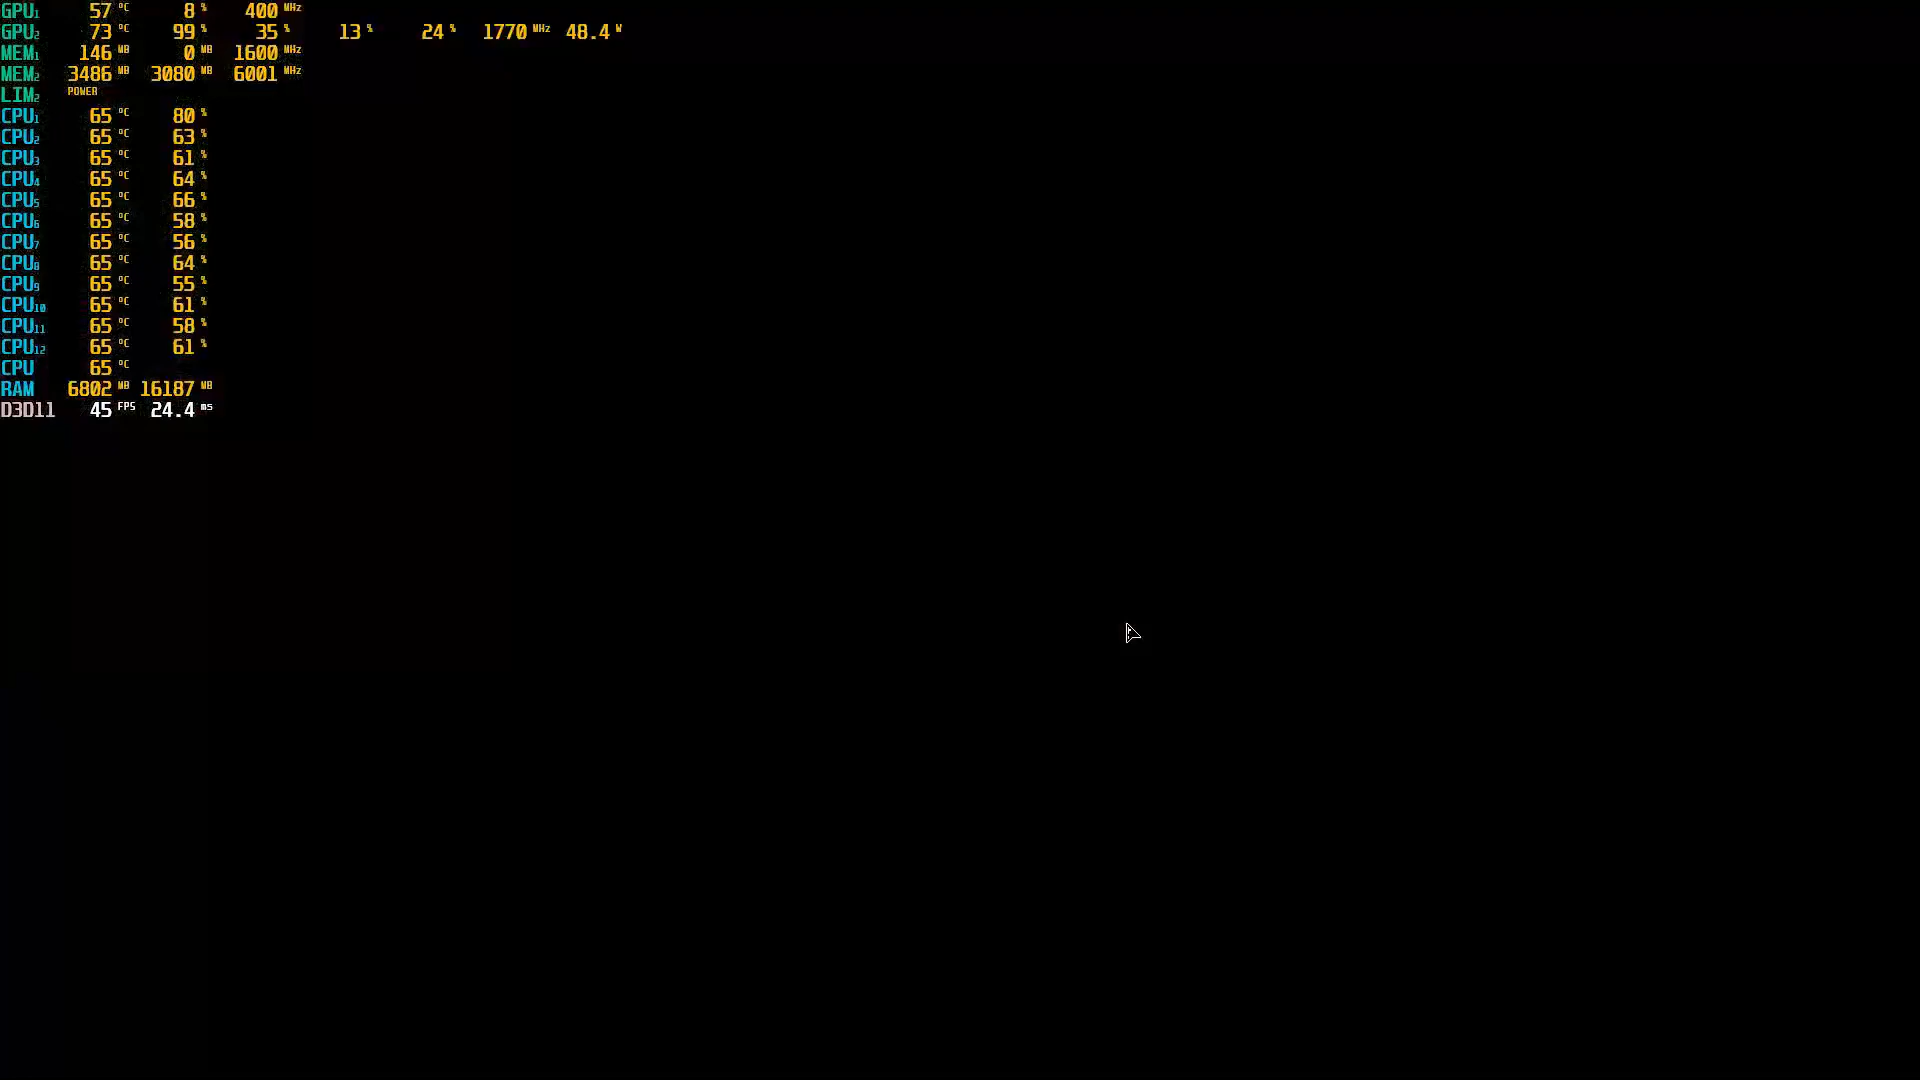 GPU1 57 °C 8 % 400 MHz
GPU2 73 °C 99 % 35 % 13 % 24 % 1770 MHz 48.4 W
MEM1 146 MB 0 MB 1600 MHz
MEM2 3486 MB 3080 MB 6001 MHz
LIM2 POWER
CPU1 65 °C 80 %
CPU2 65 °C 63 %
CPU3 65 °C 61 %
CPU4 65 °C 64 %
CPU5 65 °C 66 %
CPU6 65 °C 58 %
CPU7 65 °C 56 %
CPU8 65 °C 64 %
CPU9 65 °C 55 %
CPU10 65 °C 61 %
CPU11 65 °C 58 %
CPU12 65 °C 61 %
CPU 65 °C
RAM 6802 MB 16187 MB
D3D11 45 FPS 24.4 ms